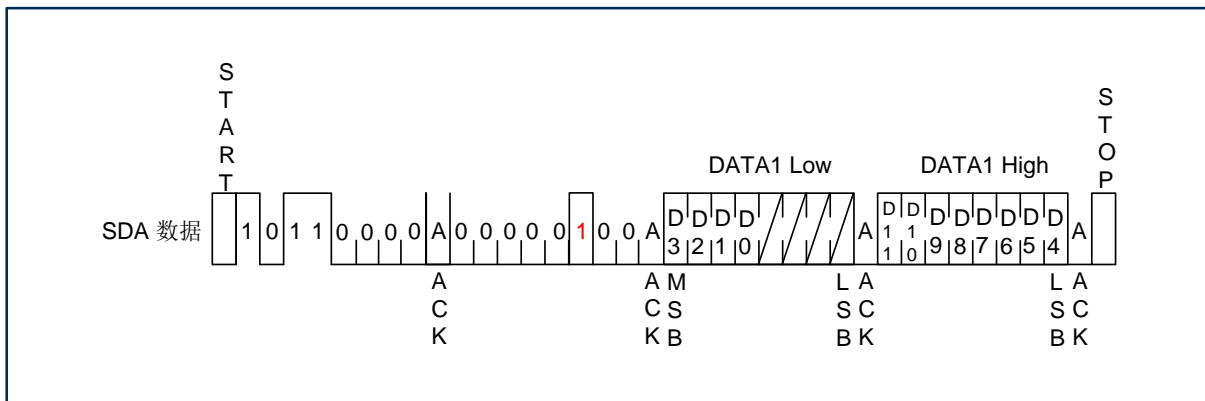 START
STOP
DATA1 Low
DATA1 High
SDA 数据
1 0 1 1 0 0 0 0 A 0 0 0 0 0 1 0 0 A D3 D2 D1 D0 A D11 D10 D9 D8 D7 D6 D5 D4 A
ACK
ACK
MSB
LSB
ACK
LSB
ACK